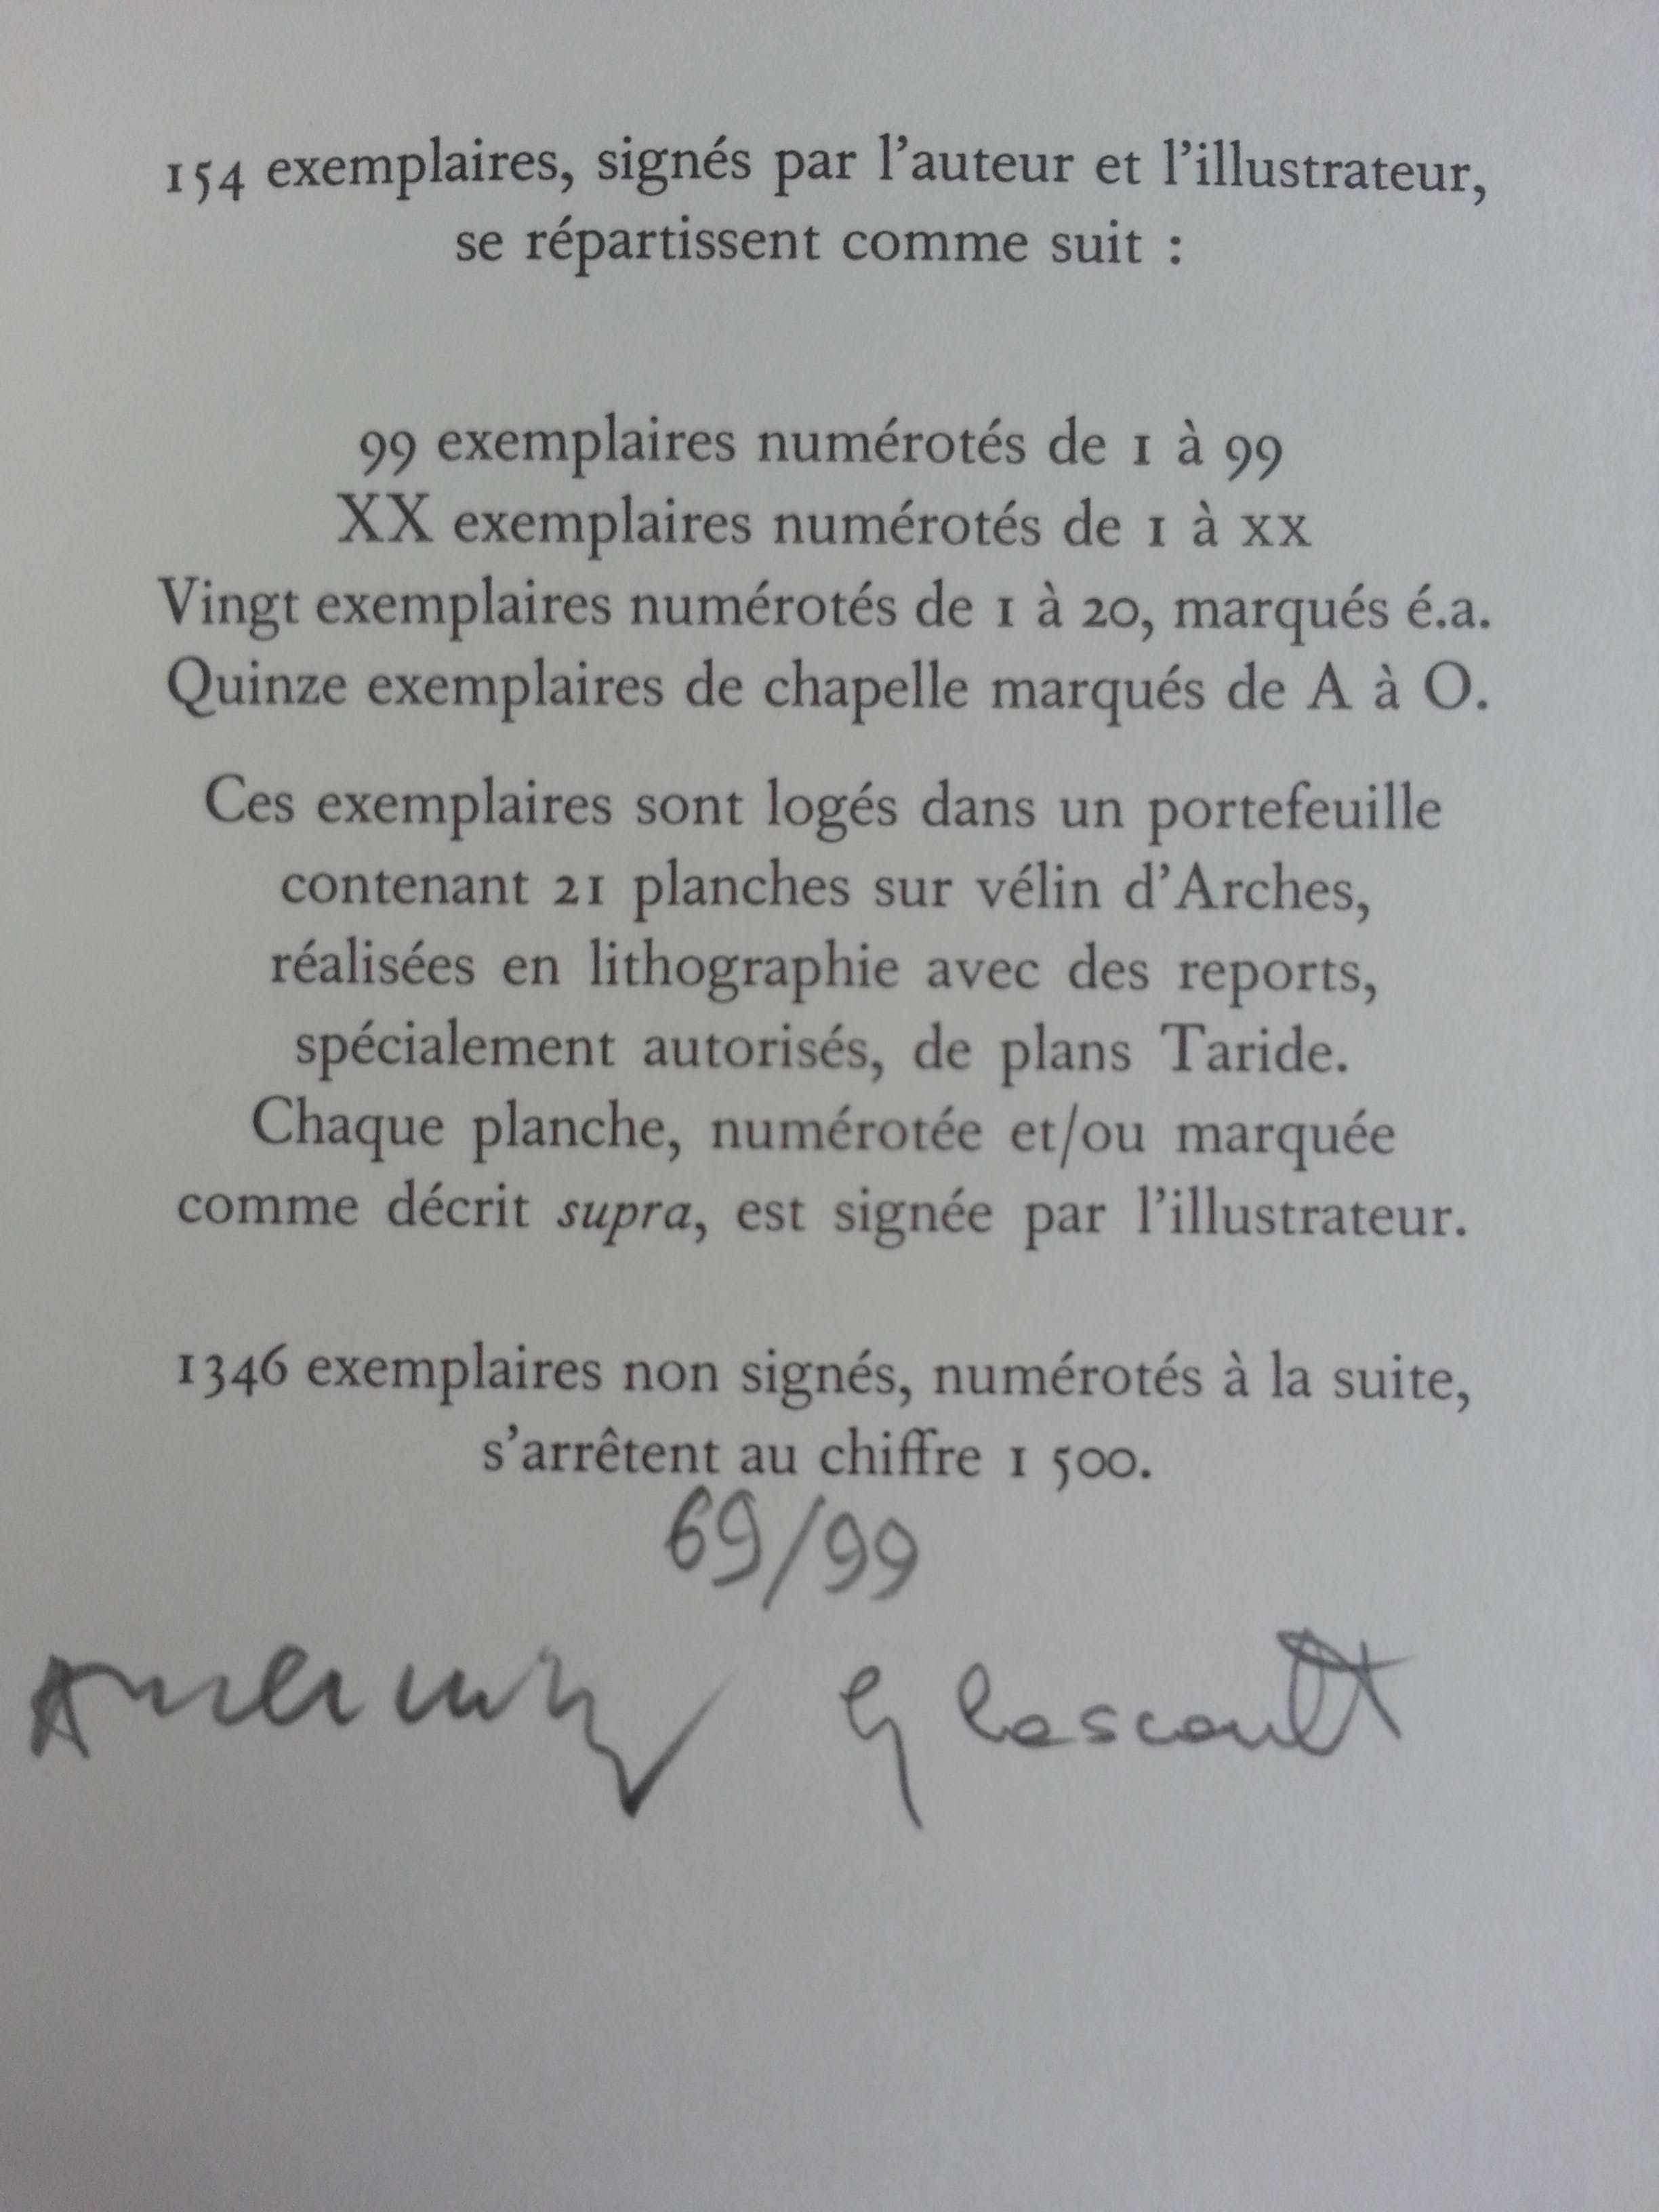 154 exemplaires, signés par l'auteur et l'illustrateur,
se répartissent comme suit :
99 exemplaires numérotés de 1 à 99
XX exemplaires numérotés de I à XX
Vingt exemplaires numérotés de 1 à 20, marqués é.a.
Quinze exemplaires de chapelle marqués de A à O.
Ces exemplaires sont logés dans un portefeuille
contenant 21 planches sur vélin d'Arches,
réalisées en lithographie avec des reports,
spécialement autorisés, de plans Taride.
Chaque planche, numérotée et/ou marquée
comme décrit supra, est signée par l'illustrateur.
1346 exemplaires non signés, numérotés à la suite,
s'arrêtent au chiffre 1 500.
69/99